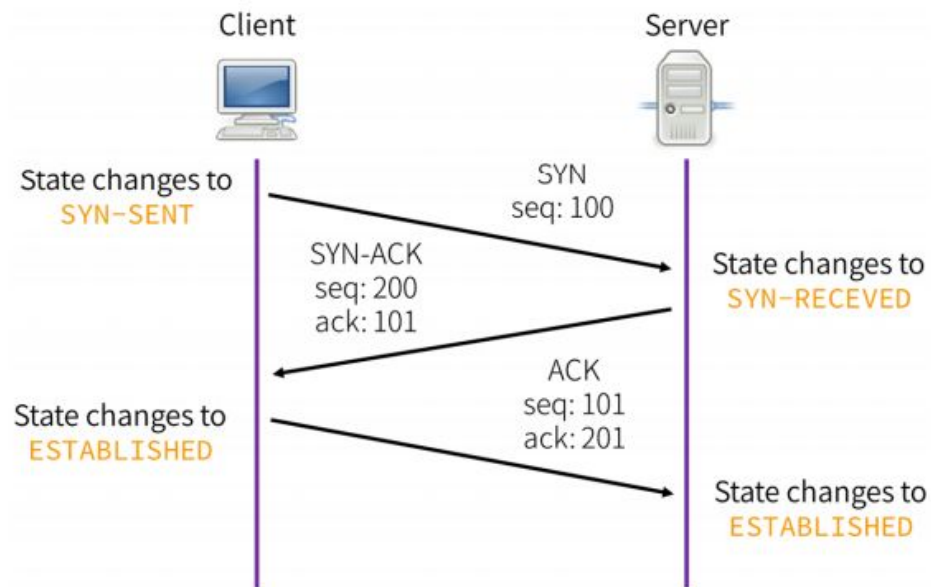 Client
Server
State changes to
SYN-SENT
SYN
seq: 100
SYN-ACK
seq: 200
ack: 101
State changes to
SYN-RECEVED
ACK
seq: 101
ack: 201
State changes to
ESTABLISHED
State changes to
ESTABLISHED